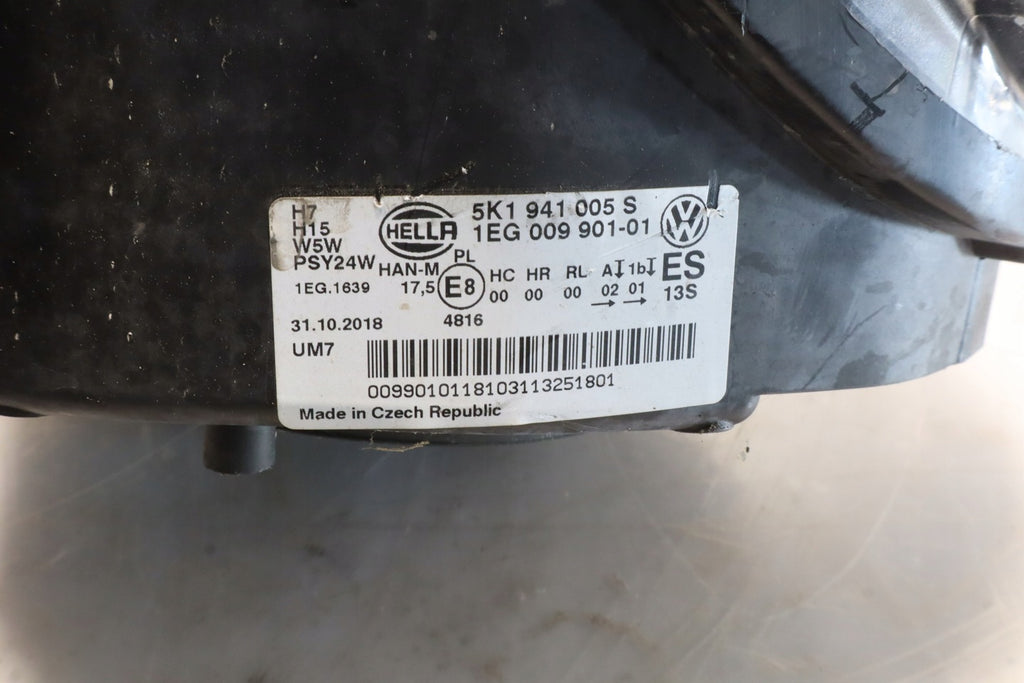 H7
H15
W5W
PSY24W
1EG.1639
HELLA
5K1 941 005 S
1EG 009 901-01
VW
HAN-M PL
17,5 E8
HC HR RL A 1b ES
00 00 00 02 01 13S
→ →
31.10.2018 4816
UM7
0099010118103113251801
Made in Czech Republic